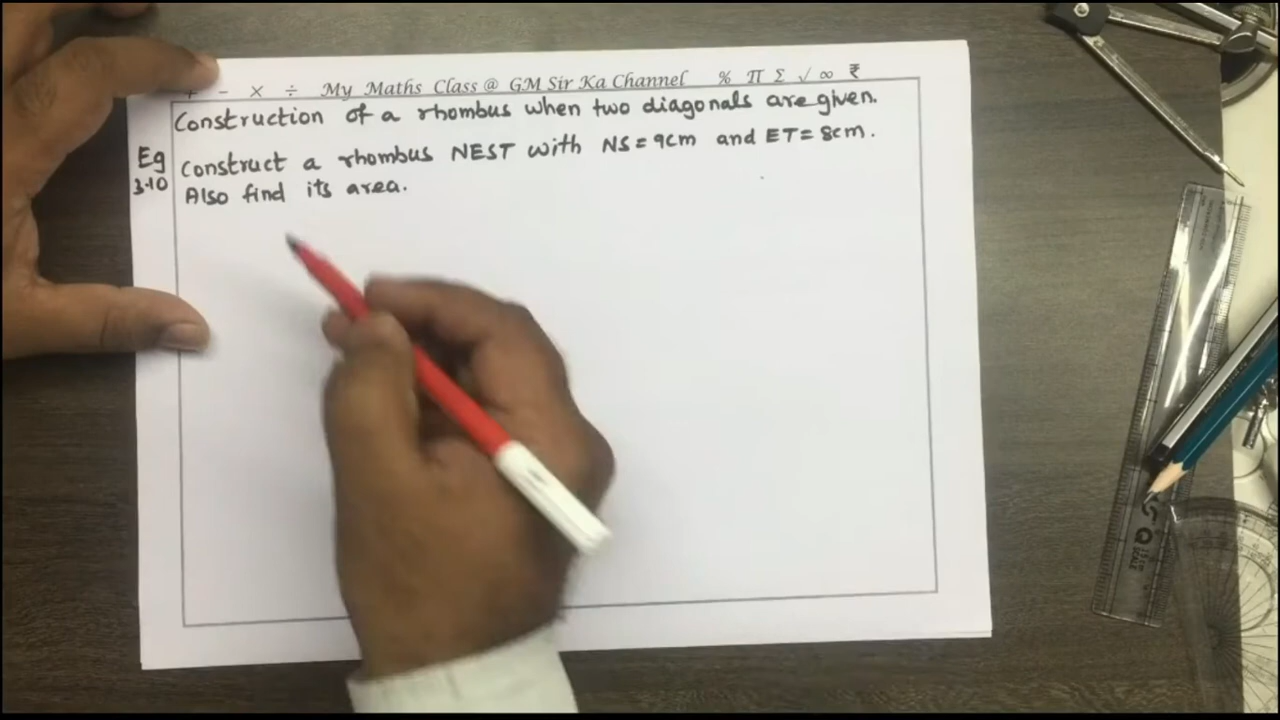 + - × ÷ My Maths Class @ GM Sir Ka Channel % Π Σ √ ∞ ₹
Construction of a rhombus when two diagonals are given.
Eg 3.10 Construct a rhombus NEST with NS = 9cm and ET = 8cm.
Also find its area.